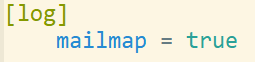 [log]
    mailmap = true